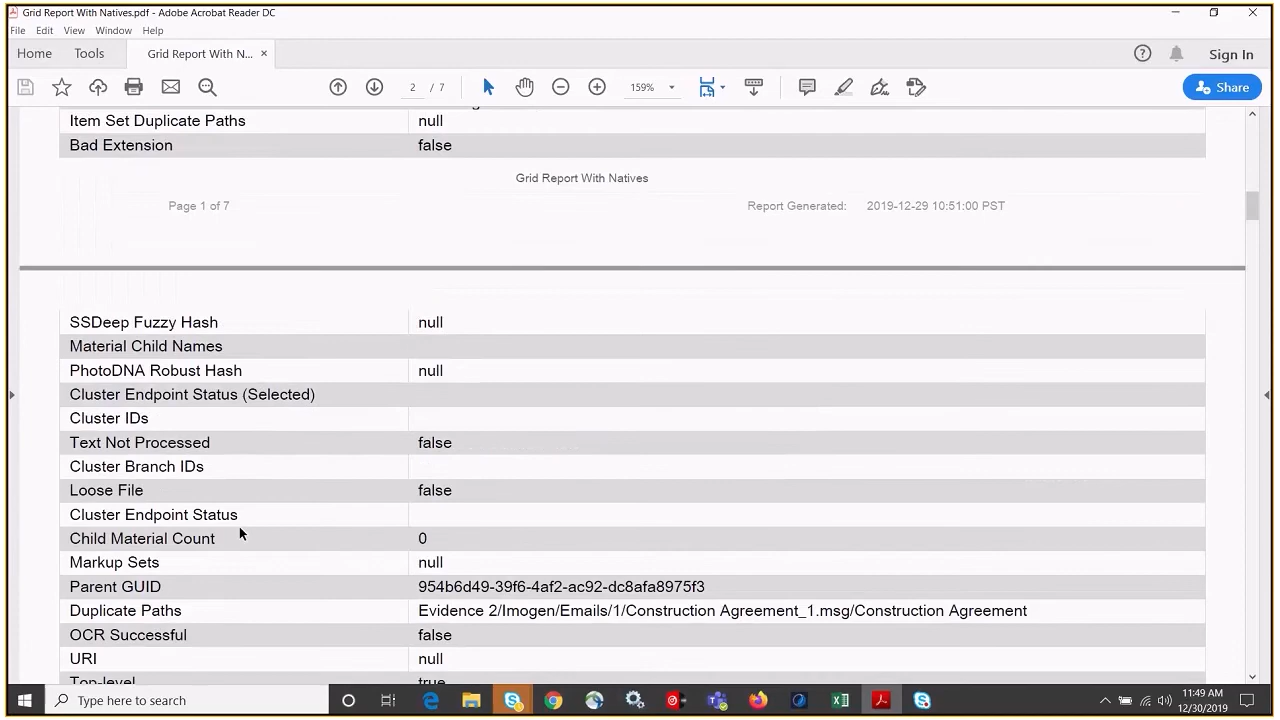 Grid Report With Natives.pdf - Adobe Acrobat Reader DC
File Edit View Window Help
Home Tools Grid Report With N... × Sign In
2 / 7 159% Share
Item Set Duplicate Paths null
Bad Extension false
Grid Report With Natives
Page 1 of 7 Report Generated: 2019-12-29 10:51:00 PST
SSDeep Fuzzy Hash null
Material Child Names
PhotoDNA Robust Hash null
Cluster Endpoint Status (Selected)
Cluster IDs
Text Not Processed false
Cluster Branch IDs
Loose File false
Cluster Endpoint Status
Child Material Count 0
Markup Sets null
Parent GUID 954b6d49-39f6-4af2-ac92-dc8afa8975f3
Duplicate Paths Evidence 2/Imogen/Emails/1/Construction Agreement_1.msg/Construction Agreement
OCR Successful false
URI null
Top-level true
Type here to search 11:49 AM
12/30/2019